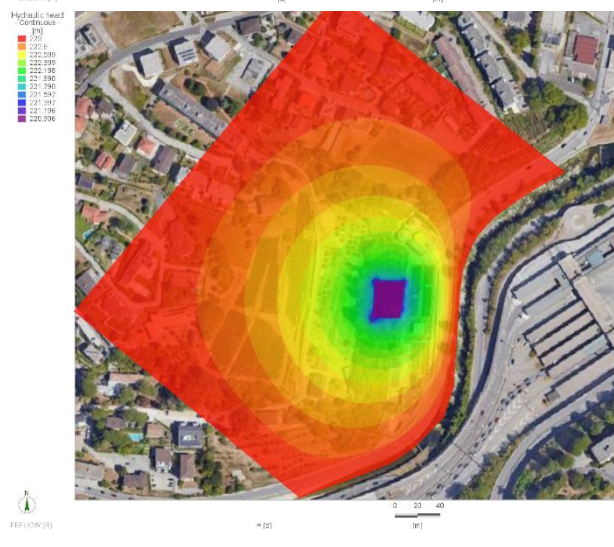 Hydraulic head
- Continuous -
[m]
223
222.8
222.599
222.399
222.198
221.998
221.790
221.597
221.397
221.196
220.996
N
0 20 40
FEFLOW (R)
[m]